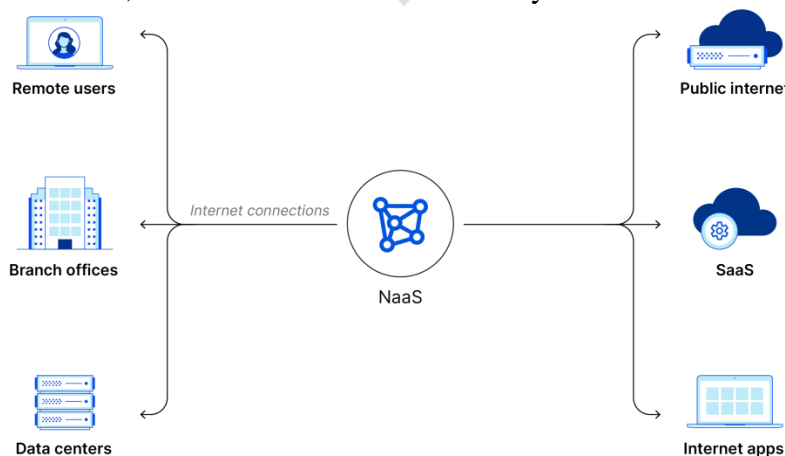 Remote users
Public internet
Internet connections
Branch offices
NaaS
SaaS
Data centers
Internet apps